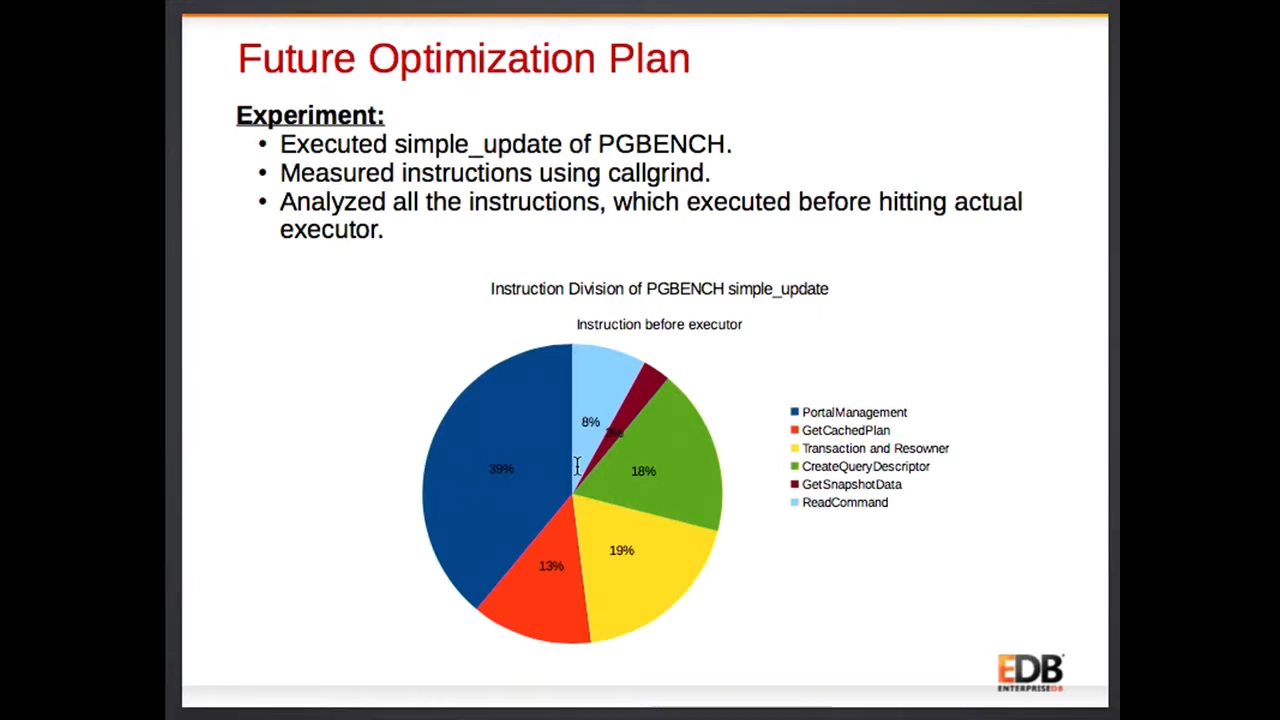 Future Optimization Plan
Experiment:
• Executed simple_update of PGBENCH.
• Measured instructions using callgrind.
• Analyzed all the instructions, which executed before hitting actual
executor.
Instruction Division of PGBENCH simple_update
Instruction before executor
8%
3%
39%
18%
19%
13%
PortalManagement
GetCachedPlan
Transaction and Resowner
CreateQueryDescriptor
GetSnapshotData
ReadCommand
EDB
ENTERPRISEDB